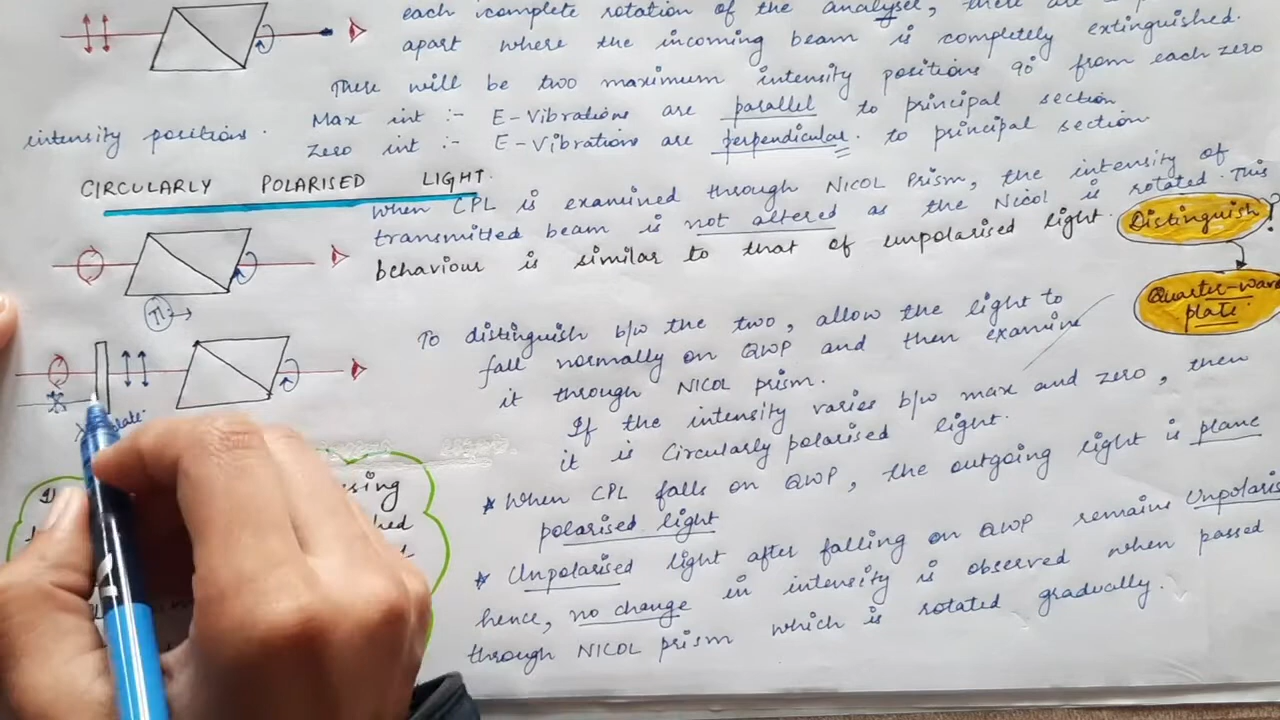 each complete rotation of the analyser, there are
apart where the incoming beam is completely extinguished.
There will be two maximum intensity positions 90° from each zero
intensity positions. Max int :- E-Vibrations are parallel to principal section
Zero int :- E-Vibrations are perpendicular. to principal section
CIRCULARLY POLARISED LIGHT.
When CPL is examined through NICOL Prism, the intensity of
transmitted beam is not altered as the Nicol is rotated. This
behaviour is similar to that of unpolarised light.
Distinguish ?
Quarter-wave
plate.
To distinguish b/w the two, allow the light to
fall normally on QWP and then examine
it through NICOL prism.
If the intensity varies b/w max and zero, then
it is Circularly polarised light.
* When CPL falls on QWP, the outgoing light is plane
polarised light
* Unpolarised light after falling on QWP remains Unpolaris
hence, no change in intensity is observed when passed
through NICOL prism which is rotated gradually.